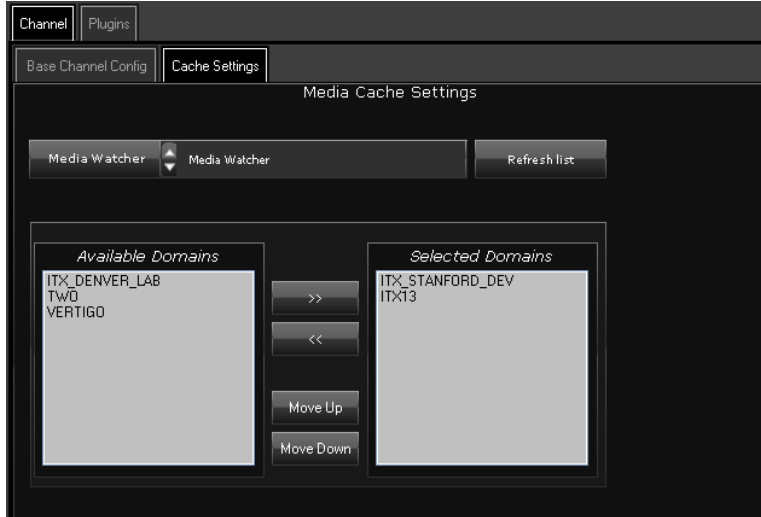 Channel Plugins
Base Channel Config Cache Settings
Media Cache Settings
Media Watcher Media Watcher Refresh list
Available Domains
ITX_DENVER_LAB
TWO
VERTIGO
>>
<<
Move Up
Move Down
Selected Domains
ITX_STANFORD_DEV
ITX13